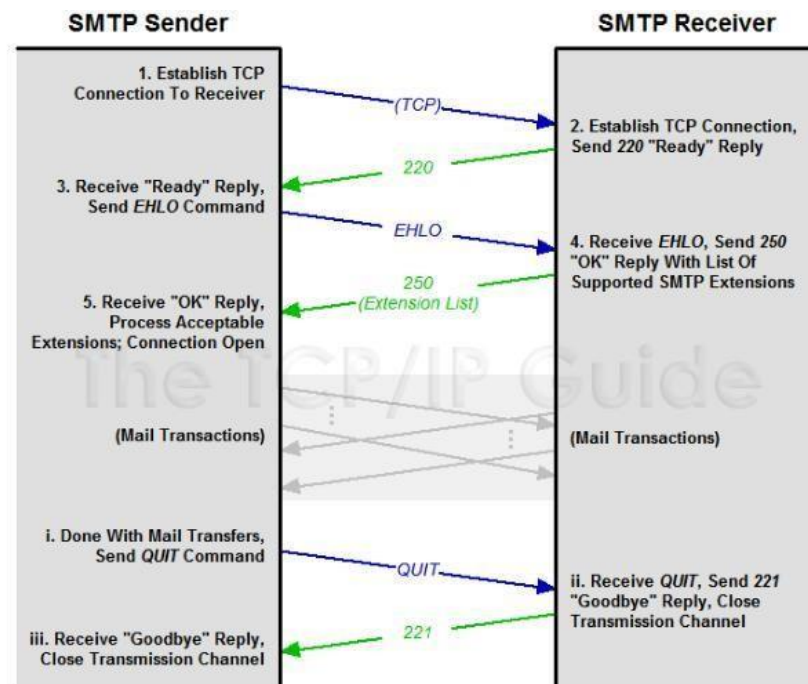 SMTP Sender
SMTP Receiver
1. Establish TCP
Connection To Receiver
(TCP)
2. Establish TCP Connection,
Send 220 "Ready" Reply
220
3. Receive "Ready" Reply,
Send EHLO Command
EHLO
4. Receive EHLO, Send 250
"OK" Reply With List Of
Supported SMTP Extensions
250
(Extension List)
5. Receive "OK" Reply,
Process Acceptable
Extensions; Connection Open
The TCP/IP Guide
(Mail Transactions)
(Mail Transactions)
i. Done With Mail Transfers,
Send QUIT Command
QUIT
ii. Receive QUIT, Send 221
"Goodbye" Reply, Close
Transmission Channel
221
iii. Receive "Goodbye" Reply,
Close Transmission Channel